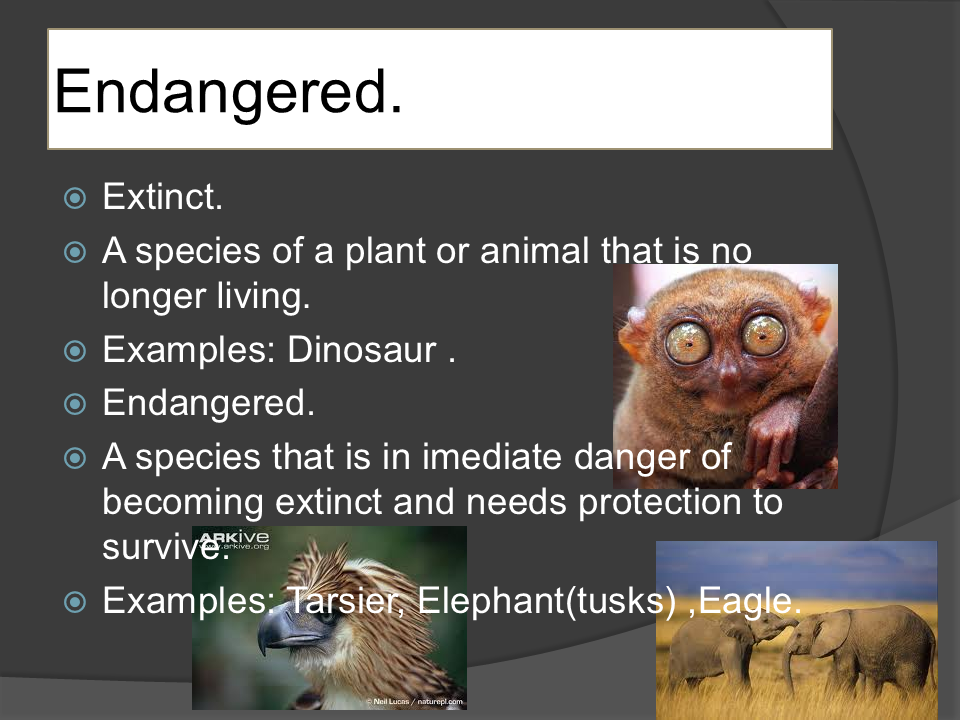 Endangered.
Extinct.
A species of a plant or animal that is no
longer living.
Examples: Dinosaur .
Endangered.
A species that is in imediate danger of
becoming extinct and needs protection to
survive.
Examples: Tarsier, Elephant(tusks) ,Eagle.
ARKIVE
www.arkive.org
© Neil Lucas / naturepl.com